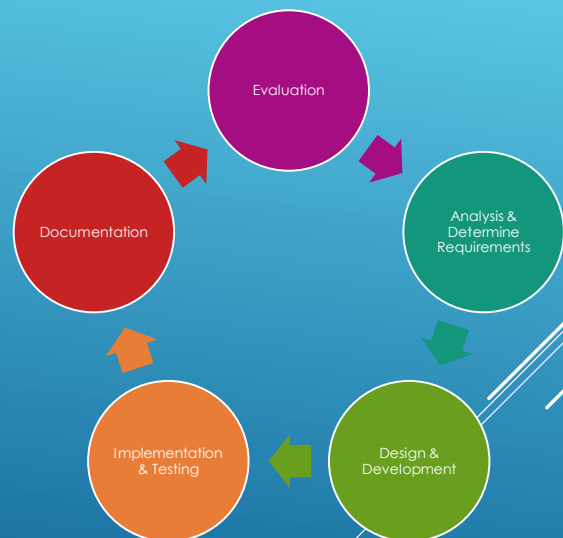 Evaluation
Analysis &
Determine
Requirements
Design &
Development
Implementation
& Testing
Documentation